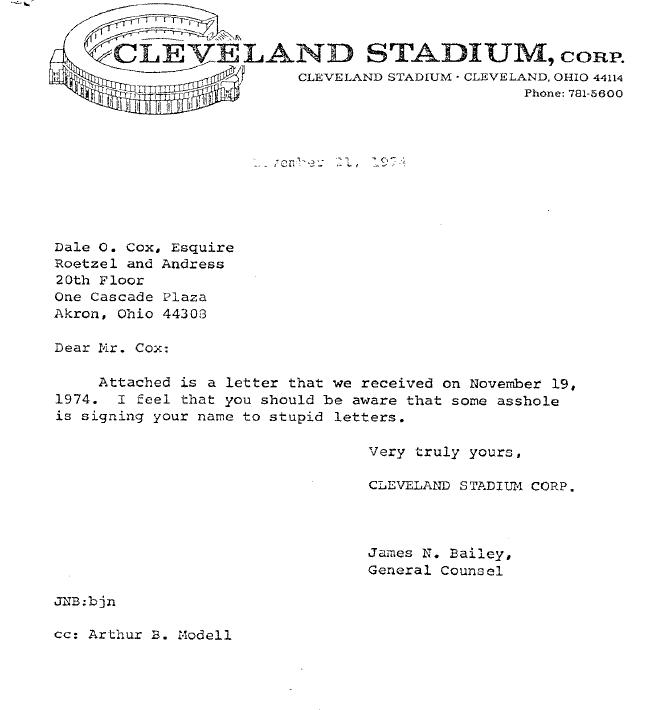 CLEVELAND STADIUM, CORP.
CLEVELAND STADIUM · CLEVELAND, OHIO 44114
Phone: 781-5600
21, 1974
Dale O. Cox, Esquire
Roetzel and Andress
20th Floor
One Cascade Plaza
Akron, Ohio 44308
Dear Mr. Cox:
Attached is a letter that we received on November 19,
1974. I feel that you should be aware that some asshole
is signing your name to stupid letters.
Very truly yours,
CLEVELAND STADIUM CORP.
James N. Bailey,
General Counsel
JNB:bjn
cc: Arthur B. Modell